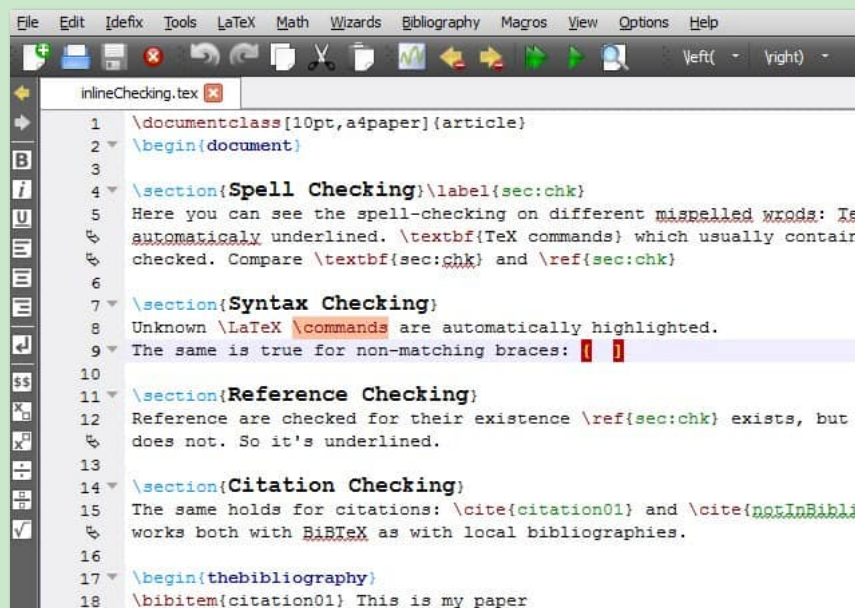 File Edit Idefix Tools LaTeX Math Wizards Bibliography Macros View Options Help
\left( \right)
inlineChecking.tex
1 \documentclass[10pt,a4paper]{article}
2 \begin{document}
3
4 \section{Spell Checking}\label{sec:chk}
5 Here you can see the spell-checking on different mispelled wrods: Te
automaticaly underlined. \textbf{TeX commands} which usually contain
checked. Compare \textbf{sec:chk} and \ref{sec:chk}
6
7 \section{Syntax Checking}
8 Unknown \LaTeX \commands are automatically highlighted.
9 The same is true for non-matching braces: { ]
10
11 \section{Reference Checking}
12 Reference are checked for their existence \ref{sec:chk} exists, but
does not. So it's underlined.
13
14 \section{Citation Checking}
15 The same holds for citations: \cite{citation01} and \cite{notInBibli
works both with BiBTeX as with local bibliographies.
16
17 \begin{thebibliography}
18 \bibitem{citation01} This is my paper